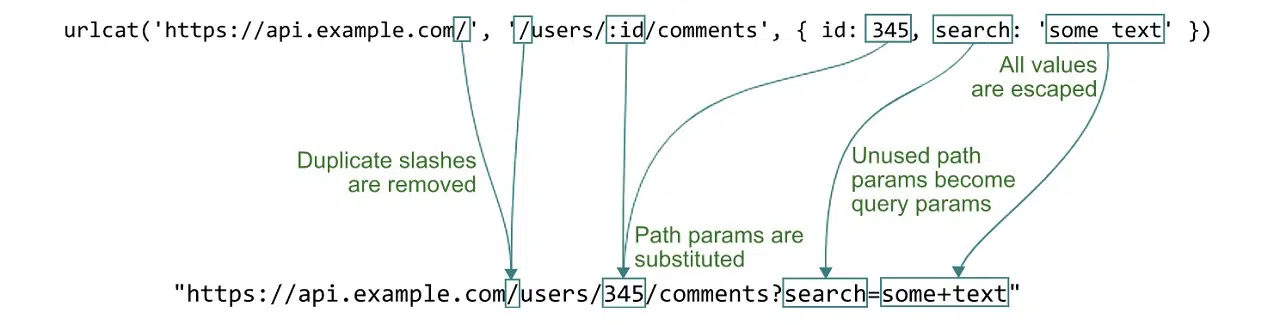 urlcat('https://api.example.com/', '/users/:id/comments', { id: 345, search: 'some text' })
All values
are escaped
Duplicate slashes
are removed
Unused path
params become
query params
Path params are
substituted
"https://api.example.com/users/345/comments?search=some+text"